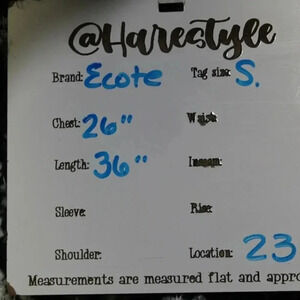 @Harestyle
Brand: Ecote Tag size: S.
Chest: 26" Waist:
Length: 36" Inseam:
Sleeve: Rise:
Shoulder: Location: 23
Measurements are measured flat and appro